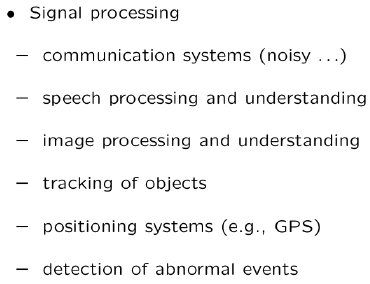 • Signal processing
– communication systems (noisy ...)
– speech processing and understanding
– image processing and understanding
– tracking of objects
– positioning systems (e.g., GPS)
– detection of abnormal events